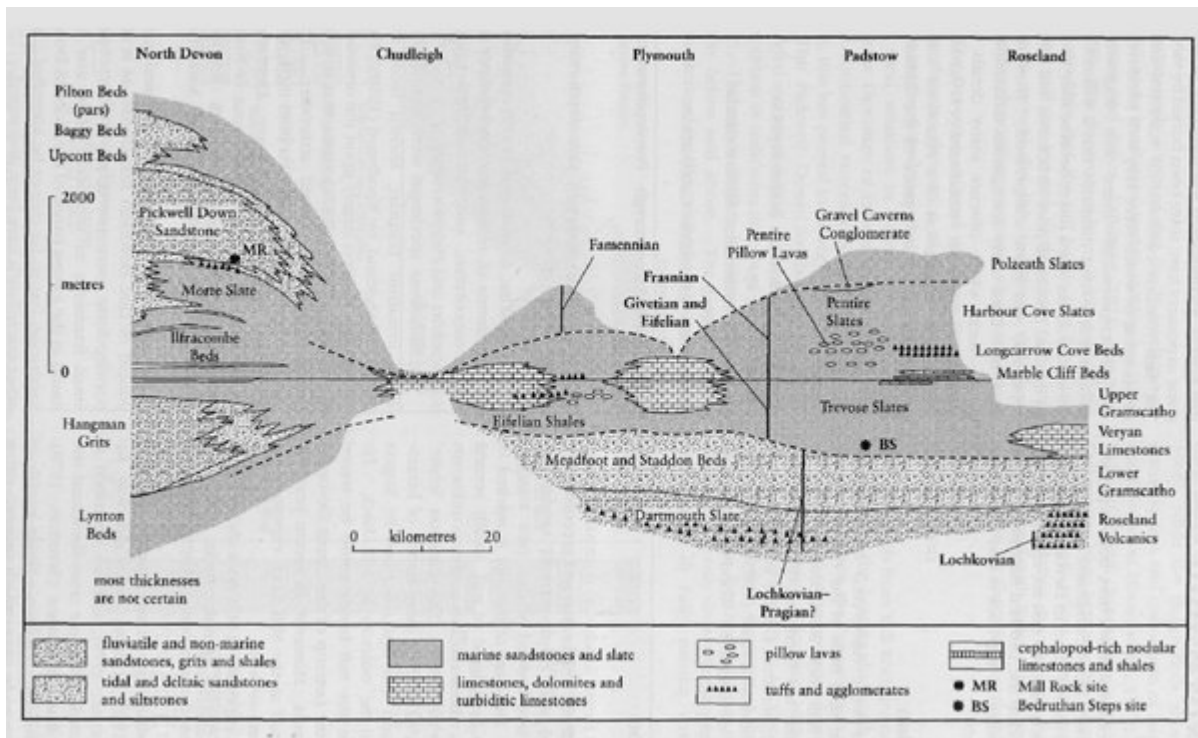 North Devon
Chudleigh
Plymouth
Padstow
Roseland
Pilton Beds
(pars)
Baggy Beds
Upcott Beds
2000
metres
0
Pickwell Down
Sandstone
MR
Morte Slate
Ilfracombe
Beds
Hangman
Grits
Lynton
Beds
most thicknesses
are not certain
0 kilometres 20
Famennian
Frasnian
Givetian and
Eifelian
Pentire
Pillow Lavas
Gravel Caverns
Conglomerate
Pentire
Slates
Polzeath Slates
Harbour Cove Slates
Longcarrow Cove Beds
Marble Cliff Beds
Trevose Slates
BS
Eifelian Shales
Meadfoot and Staddon Beds
Dartmouth Slate
Lochkovian–
Pragian?
Upper
Gramscatho
Veryan
Limestones
Lower
Gramscatho
Roseland
Volcanics
Lochkovian
fluviatile and non-marine
sandstones, grits and shales
tidal and deltaic sandstones
and siltstones
marine sandstones and slate
limestones, dolomites and
turbiditic limestones
pillow lavas
tuffs and agglomerates
cephalopod-rich nodular
limestones and shales
MR Mill Rock site
BS Bedruthan Steps site